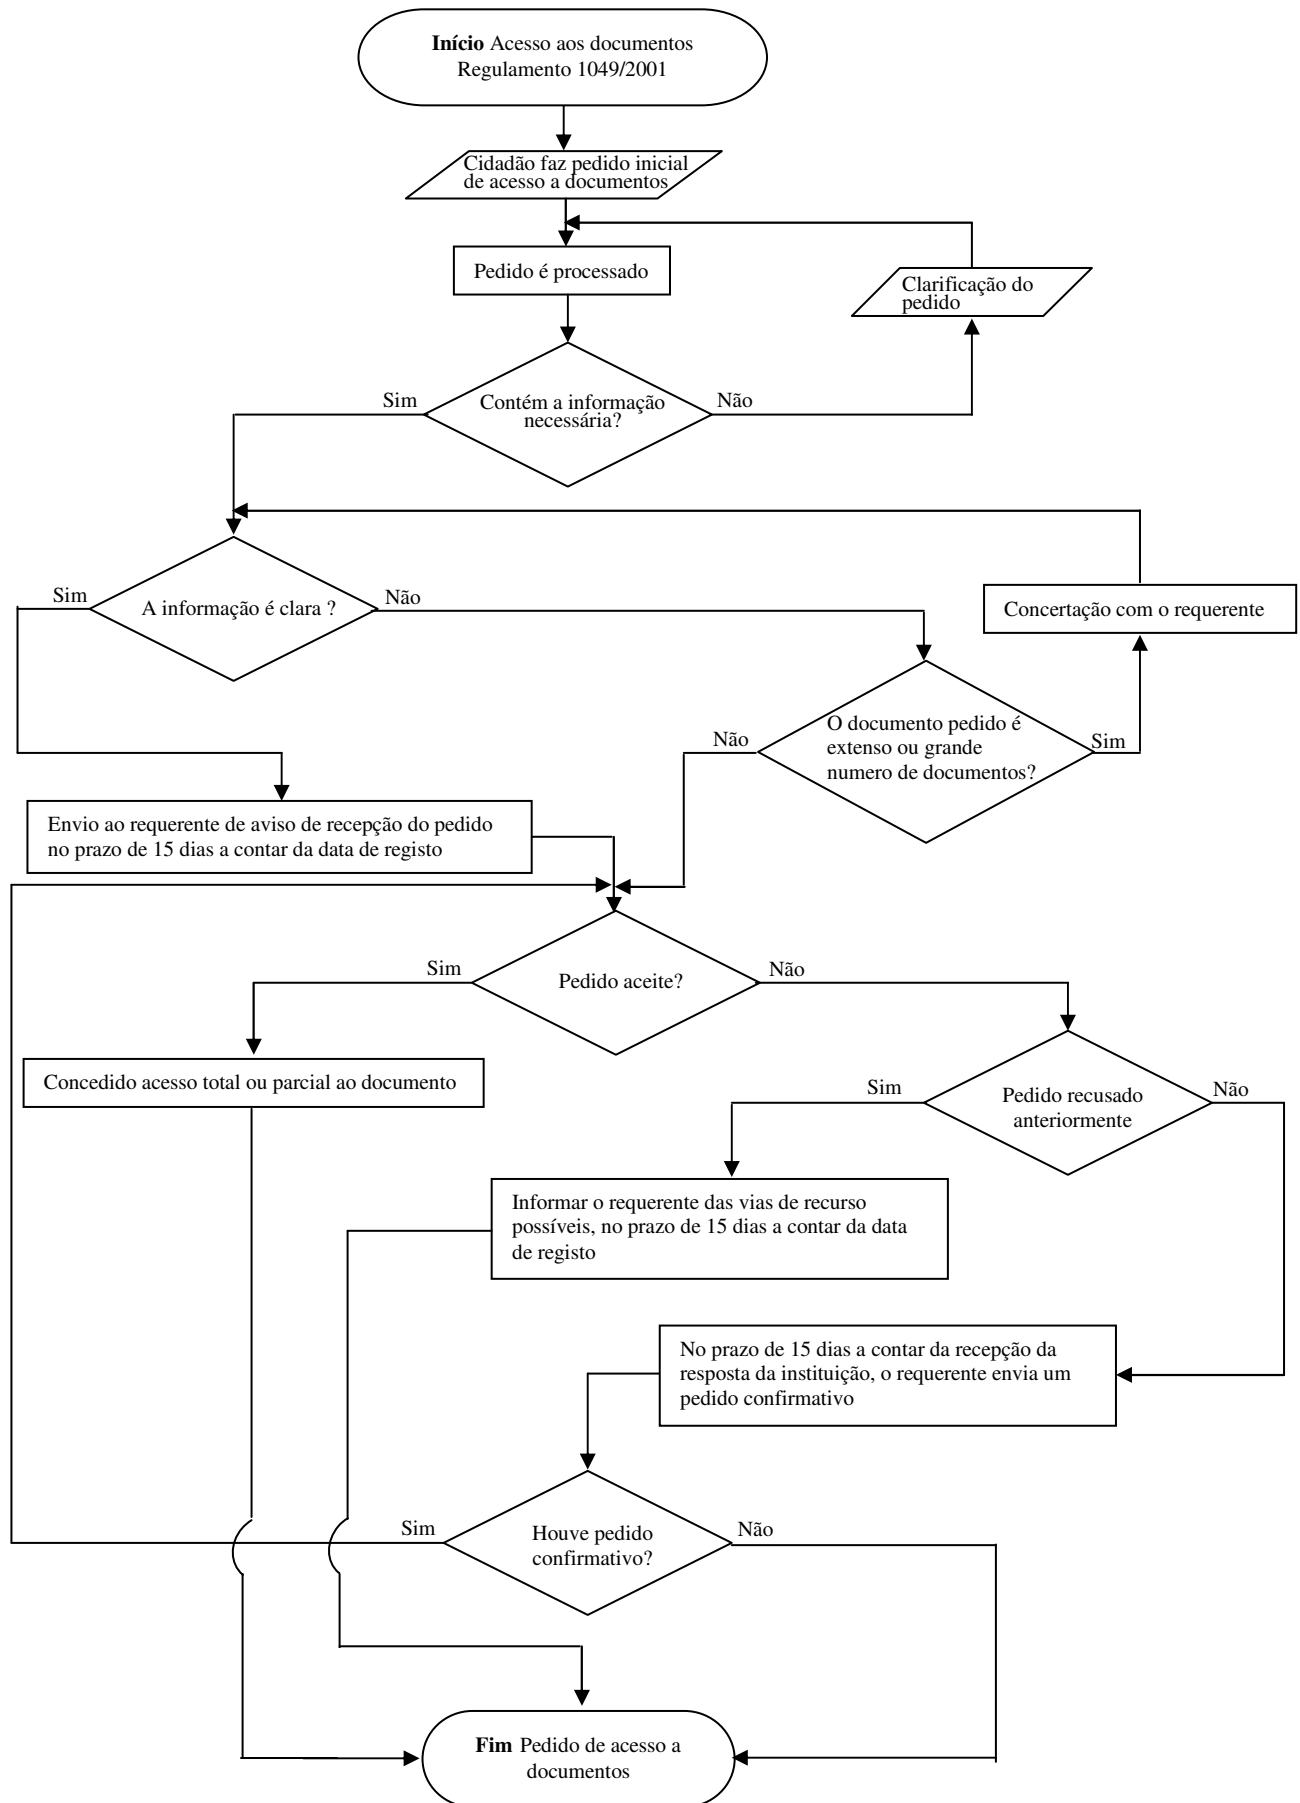 Início Acesso aos documentos
Regulamento 1049/2001
Cidadão faz pedido inicial
de acesso a documentos
Pedido é processado
Clarificação do
pedido
Sim
Contém a informação
necessária?
Não
Sim
A informação é clara ?
Não
Concertação com o requerente
Não
O documento pedido é
extenso ou grande
numero de documentos?
Sim
Envio ao requerente de aviso de recepção do pedido
no prazo de 15 dias a contar da data de registo
Sim
Pedido aceite?
Não
Concedido acesso total ou parcial ao documento
Sim
Pedido recusado
anteriormente
Não
Informar o requerente das vias de recurso
possíveis, no prazo de 15 dias a contar da data
de registo
No prazo de 15 dias a contar da recepção da
resposta da instituição, o requerente envia um
pedido confirmativo
Sim
Houve pedido
confirmativo?
Não
Fim Pedido de acesso a
documentos